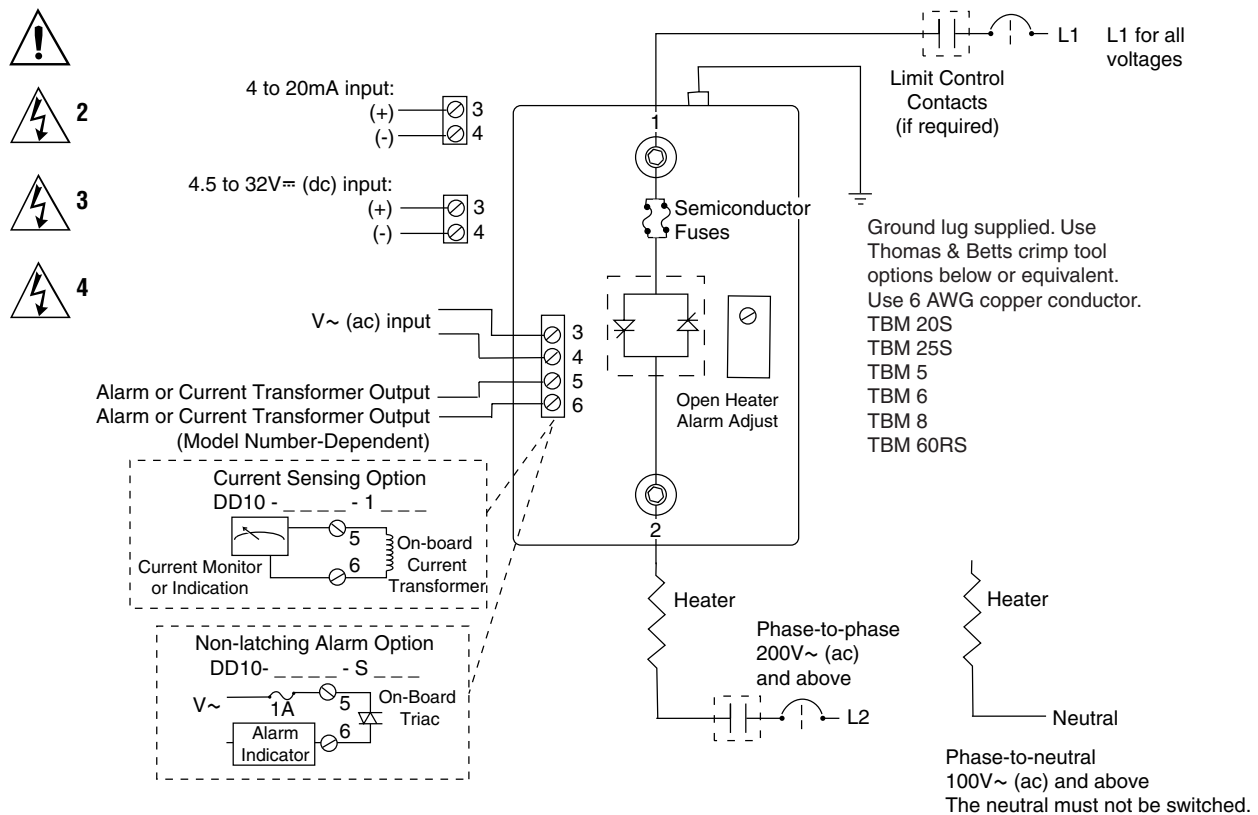 2
3
4
4 to 20mA input:
(+) 3
(-) 4
4.5 to 32V⎓ (dc) input:
(+) 3
(-) 4
V~ (ac) input
3
4
5
6
Alarm or Current Transformer Output
Alarm or Current Transformer Output
(Model Number-Dependent)
Current Sensing Option
DD10 - _ _ _ _ - 1 _ _ _
5
6
Current Monitor
or Indication
On-board
Current
Transformer
Non-latching Alarm Option
DD10- _ _ _ _ - S _ _ _
V~
1A
5
6
On-Board
Triac
Alarm
Indicator
1
Semiconductor
Fuses
Open Heater
Alarm Adjust
2
Heater
Phase-to-phase
200V~ (ac)
and above
L2
L1
L1 for all
voltages
Limit Control
Contacts
(if required)
Ground lug supplied. Use
Thomas & Betts crimp tool
options below or equivalent.
Use 6 AWG copper conductor.
TBM 20S
TBM 25S
TBM 5
TBM 6
TBM 8
TBM 60RS
Heater
Neutral
Phase-to-neutral
100V~ (ac) and above
The neutral must not be switched.